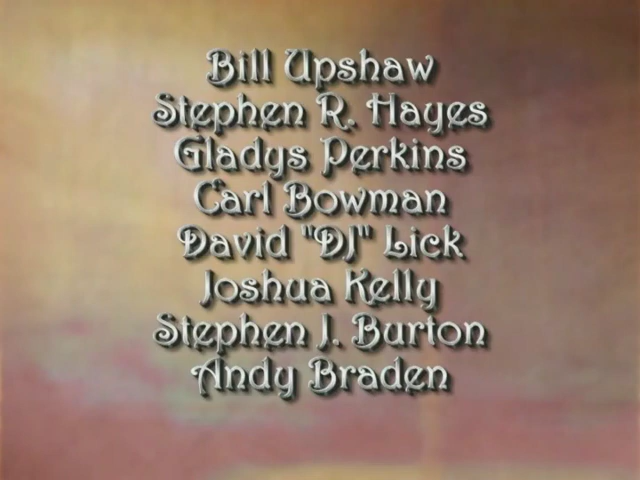 Bill Upshaw
Stephen R. Hayes
Gladys Perkins
Carl Bowman
David "DJ" Lick
Joshua Kelly
Stephen J. Burton
Andy Braden